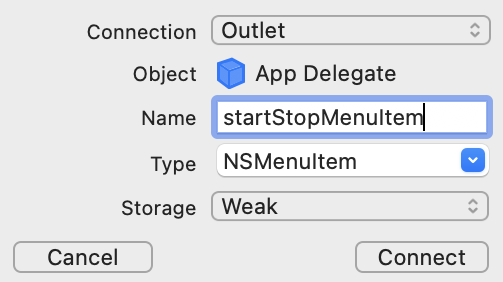 Connection Outlet
Object App Delegate
Name startStopMenuItem
Type NSMenuItem
Storage Weak
Cancel Connect